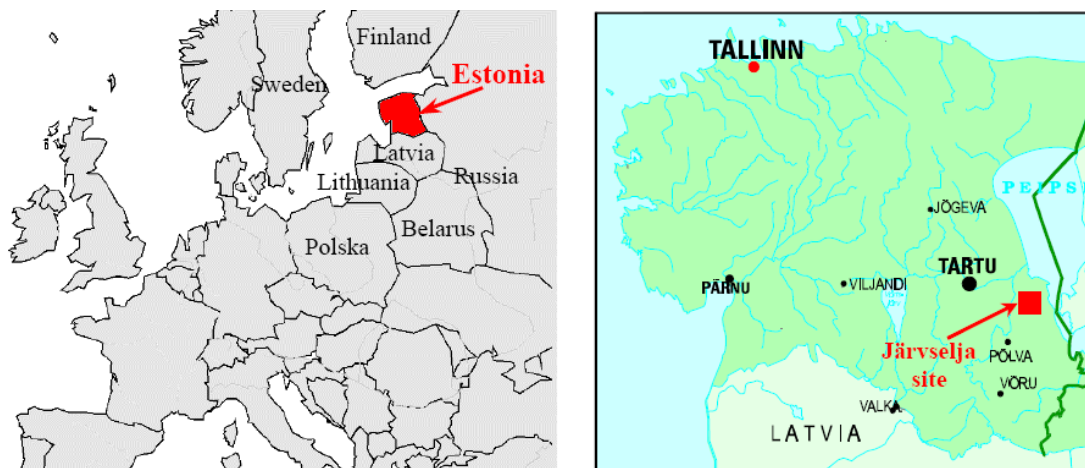 Finland
Estonia
Sweden
Latvia
Lithuania
Russia
Belarus
Polska
TALLINN
PEIPSI
JÕGEVA
TARTU
PÄRNU
VILJANDI
Järvselja
site
PÕLVA
VÕRU
VALKA
LATVIA